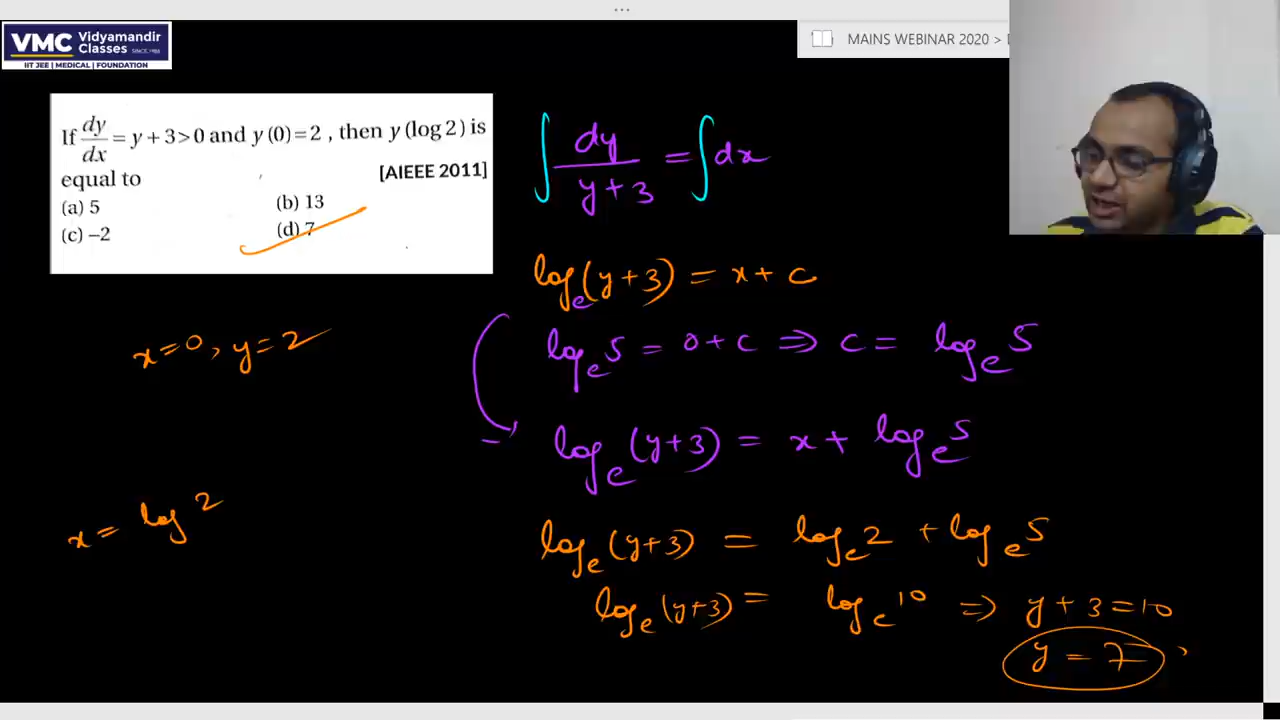 VMC Vidyamandir Classes SINCE 1986
IIT JEE | MEDICAL | FOUNDATION
MAINS WEBINAR 2020 > D
If dy/dx = y + 3 > 0 and y (0) = 2 , then y (log 2) is
equal to [AIEEE 2011]
(a) 5 (b) 13
(c) –2 (d) 7
x = 0, y = 2
x = log 2
∫ dy/(y + 3) = ∫ dx
logₑ(y+3) = x + c
logₑ5 = 0 + c ⇒ c = logₑ5
logₑ(y+3) = x + logₑ5
logₑ(y+3) = logₑ2 + logₑ5
logₑ(y+3) = logₑ10 ⇒ y + 3 = 10
y = 7